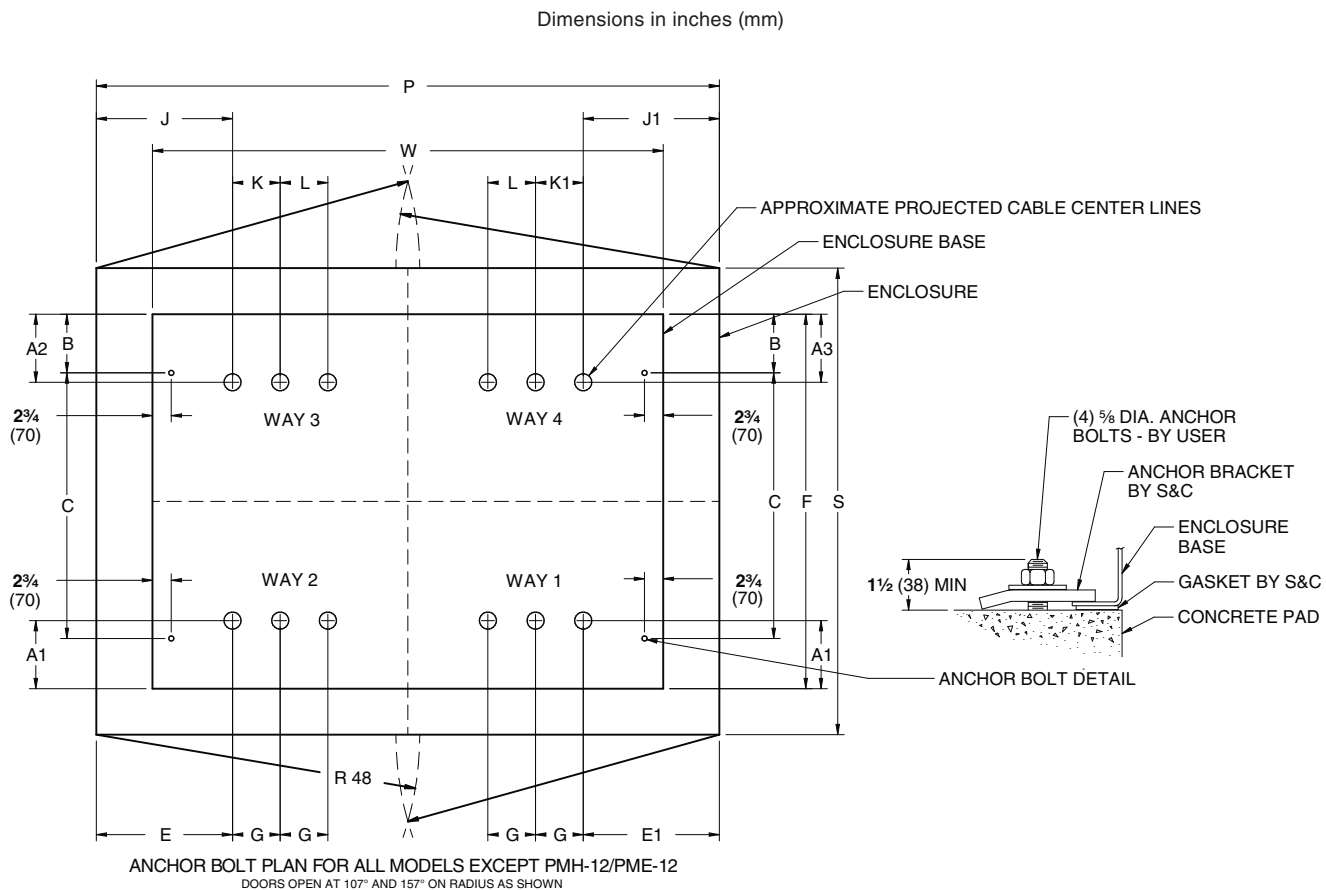 Dimensions in inches (mm)
P
J
J1
W
K
L
L
K1
APPROXIMATE PROJECTED CABLE CENTER LINES
ENCLOSURE BASE
ENCLOSURE
A2
B
B
A3
2¾
(70)
WAY 3
WAY 4
2¾
(70)
C
C
F
S
2¾
(70)
WAY 2
WAY 1
2¾
(70)
A1
A1
ANCHOR BOLT DETAIL
(4) ⅝ DIA. ANCHOR
BOLTS - BY USER
ANCHOR BRACKET
BY S&C
ENCLOSURE
BASE
1½ (38) MIN
GASKET BY S&C
CONCRETE PAD
R 48
E
G
G
G
G
E1
ANCHOR BOLT PLAN FOR ALL MODELS EXCEPT PMH-12/PME-12
DOORS OPEN AT 107° AND 157° ON RADIUS AS SHOWN